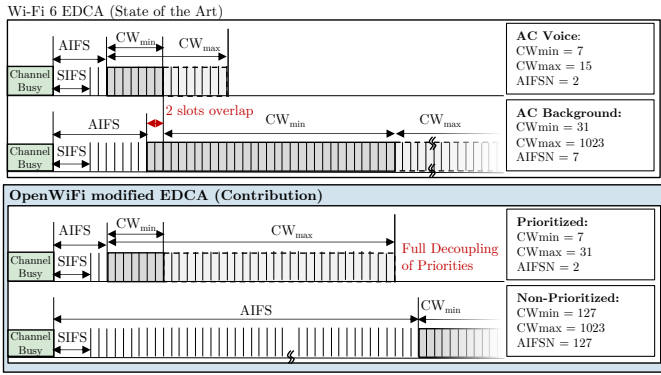 Wi-Fi 6 EDCA (State of the Art)
AIFS
CWmin
CWmax
Channel
Busy
SIFS
2 slots overlap
AIFS
CWmin
CWmax
Channel
Busy
SIFS
AC Voice:
CWmin = 7
CWmax = 15
AIFSN = 2
AC Background:
CWmin = 31
CWmax = 1023
AIFSN = 7
OpenWiFi modified EDCA (Contribution)
AIFS
CWmin
CWmax
Channel
Busy
SIFS
Full Decoupling
of Priorities
AIFS
CWmin
Channel
Busy
SIFS
Prioritized:
CWmin = 7
CWmax = 31
AIFSN = 2
Non-Prioritized:
CWmin = 127
CWmax = 1023
AIFSN = 127